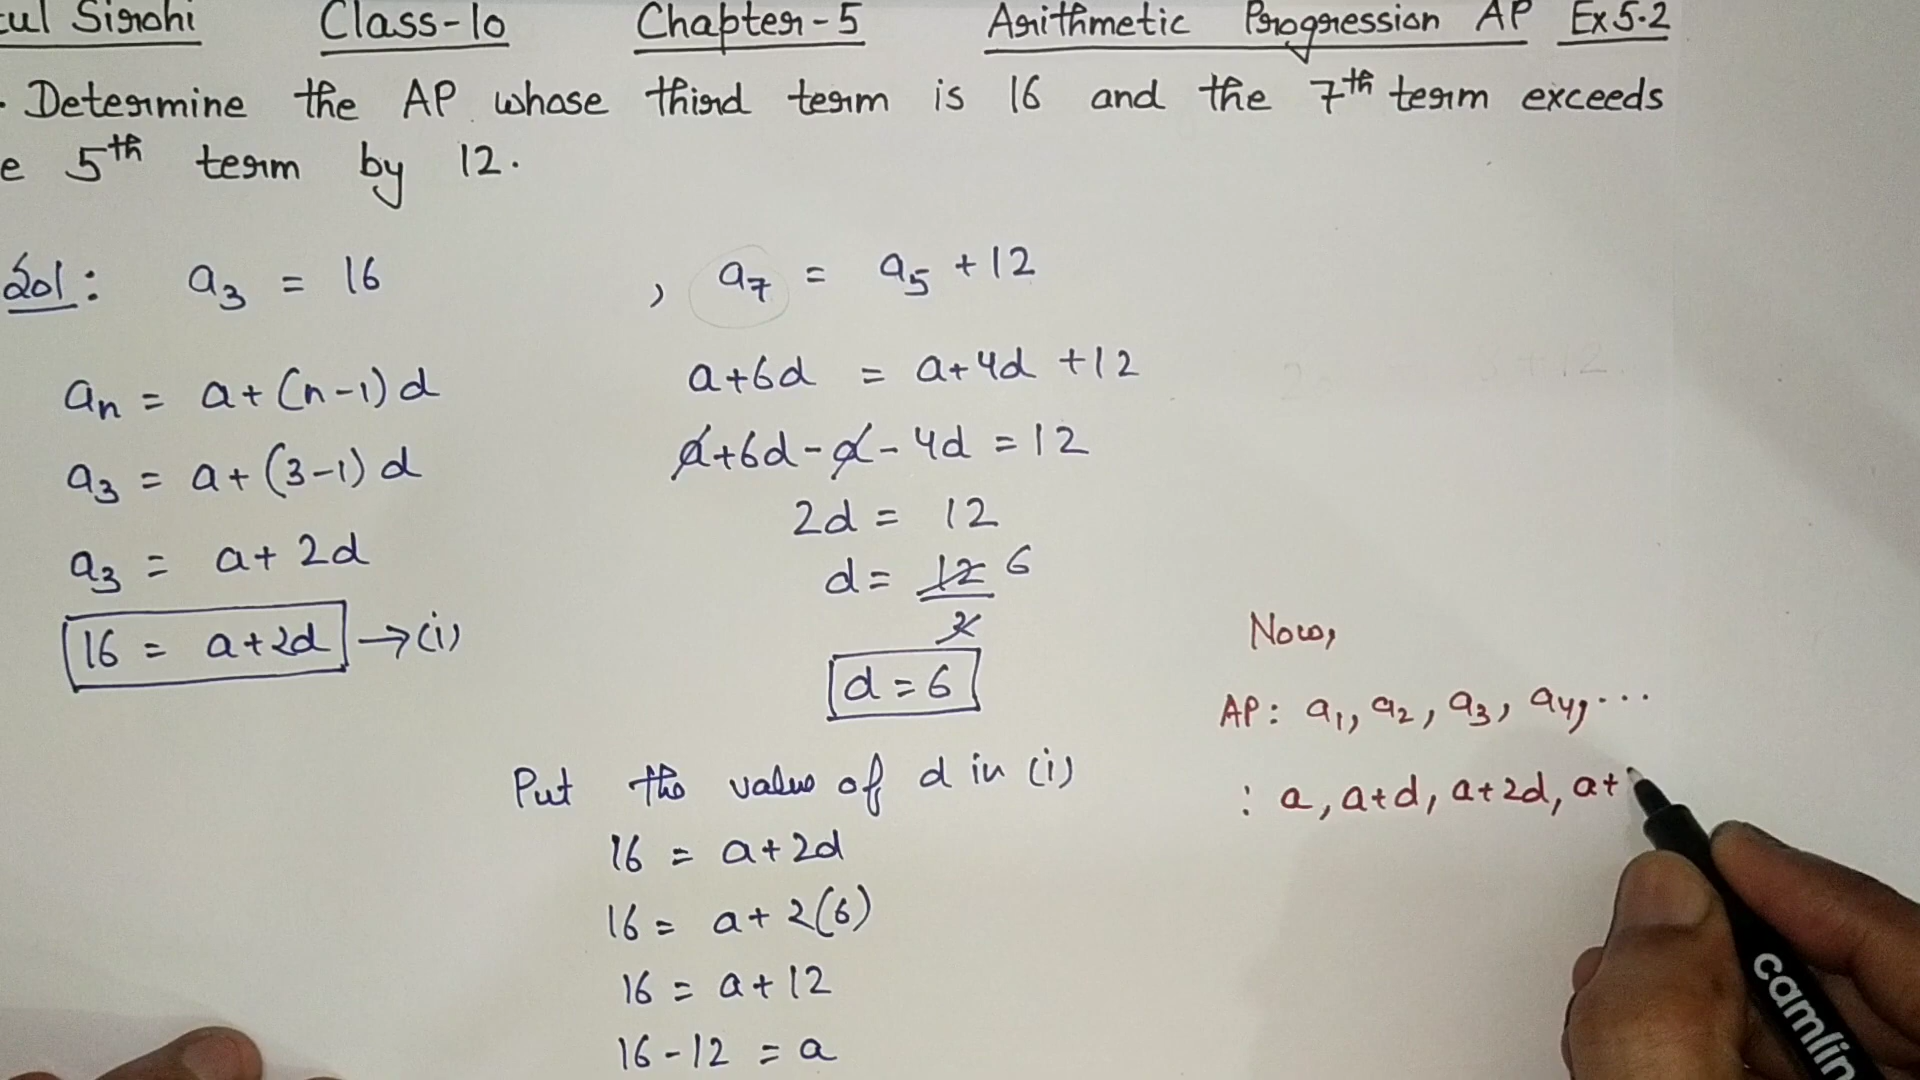 Sirohi Class-10 Chapter-5 Arithmetic Progression AP Ex 5.2
Determine the AP whose third term is 16 and the 7th term exceeds
e 5th term by 12.
Sol: a₃ = 16 , a₇ = a₅ + 12
aₙ = a + (n-1) d
a₃ = a + (3-1) d
a₃ = a + 2d
16 = a + 2d → (i)
a + 6d = a + 4d + 12
a + 6d - a - 4d = 12
2d = 12
d = 12 6
2
d = 6
Put the value of d in (i)
16 = a + 2d
16 = a + 2(6)
16 = a + 12
16 - 12 = a
Now,
AP: a₁, a₂, a₃, a₄, ...
: a, a+d, a+2d, a+
camlin